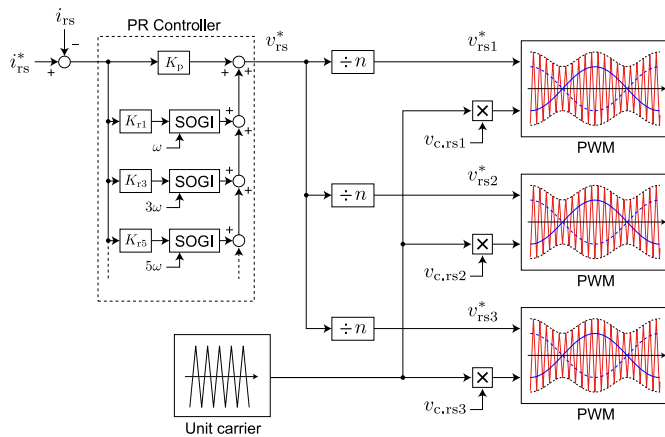 i_rs
PR Controller
i*_rs
−
+
K_p
+
+
v*_rs
÷n
v*_rs1
K_r1
SOGI
+
+
ω
×
v_c.rs1
PWM
K_r3
SOGI
+
+
3ω
÷n
v*_rs2
K_r5
SOGI
+
+
5ω
×
v_c.rs2
PWM
÷n
v*_rs3
×
v_c.rs3
Unit carrier
PWM